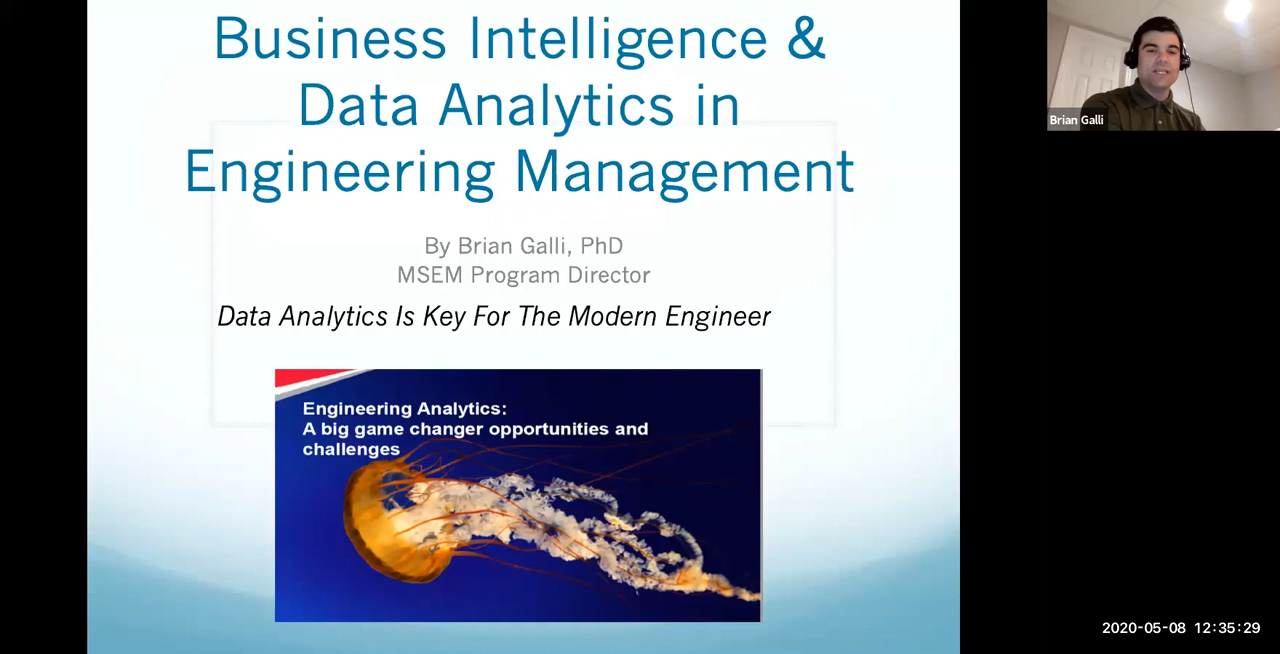 Business Intelligence &
Data Analytics in
Engineering Management
By Brian Galli, PhD
MSEM Program Director
Data Analytics Is Key For The Modern Engineer
Engineering Analytics:
A big game changer opportunities and
challenges
Brian Galli
2020-05-08 12:35:29